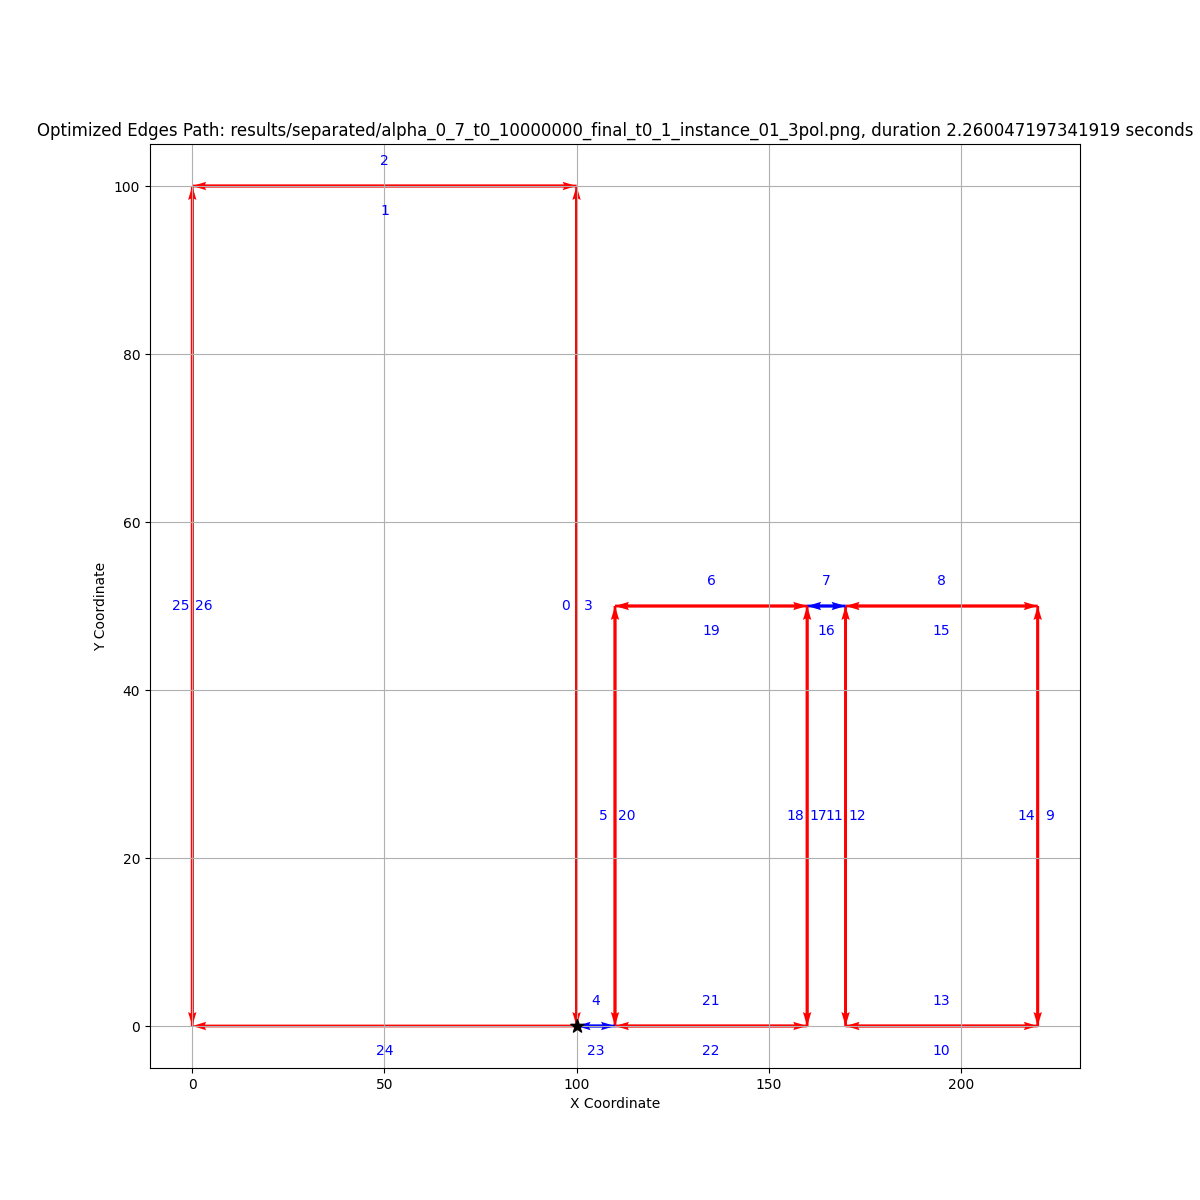 Optimized Edges Path: results/separated/alpha_0_7_t0_10000000_final_t0_1_instance_01_3pol.png, duration 2.260047197341919 seconds
2
100
1
80
60
6 7 8
25 26 0 3
19 16 15
Y Coordinate
40
5 20 18 17 11 12 14 9
20
4 21 13
0
24 23 22 10
0 50 100 150 200
X Coordinate